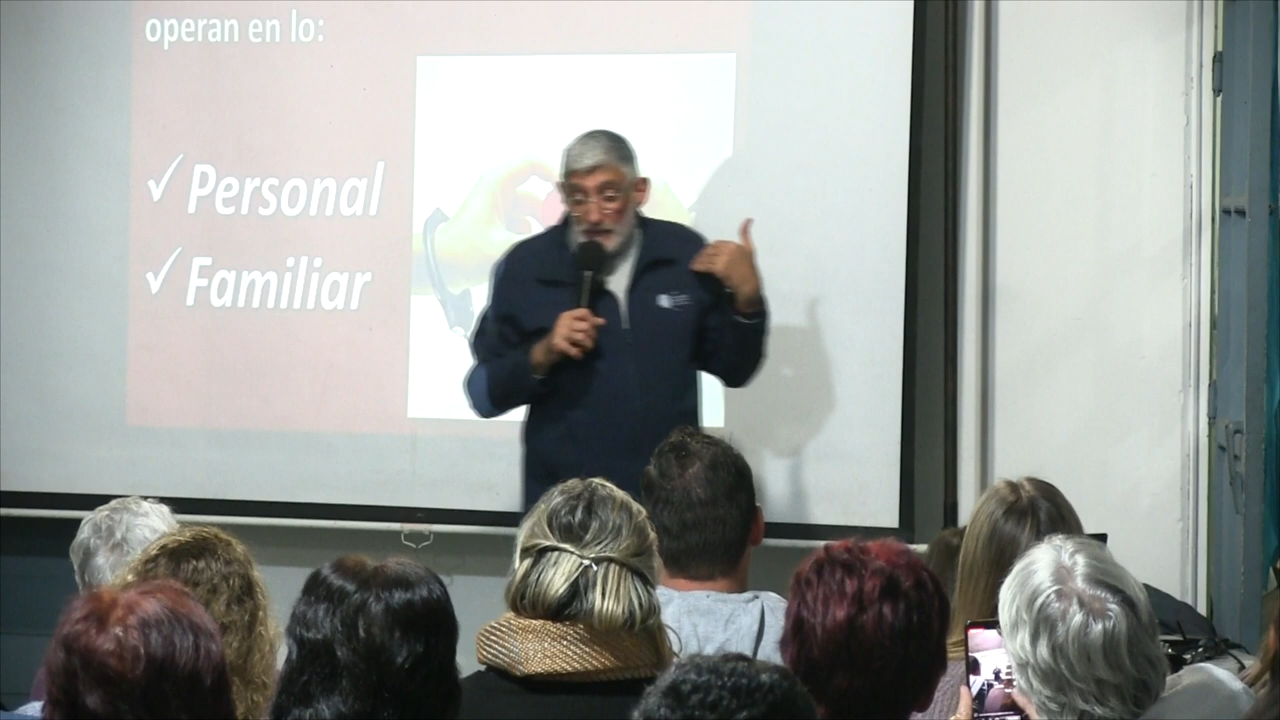 operan en lo:
✓ Personal
✓ Familiar